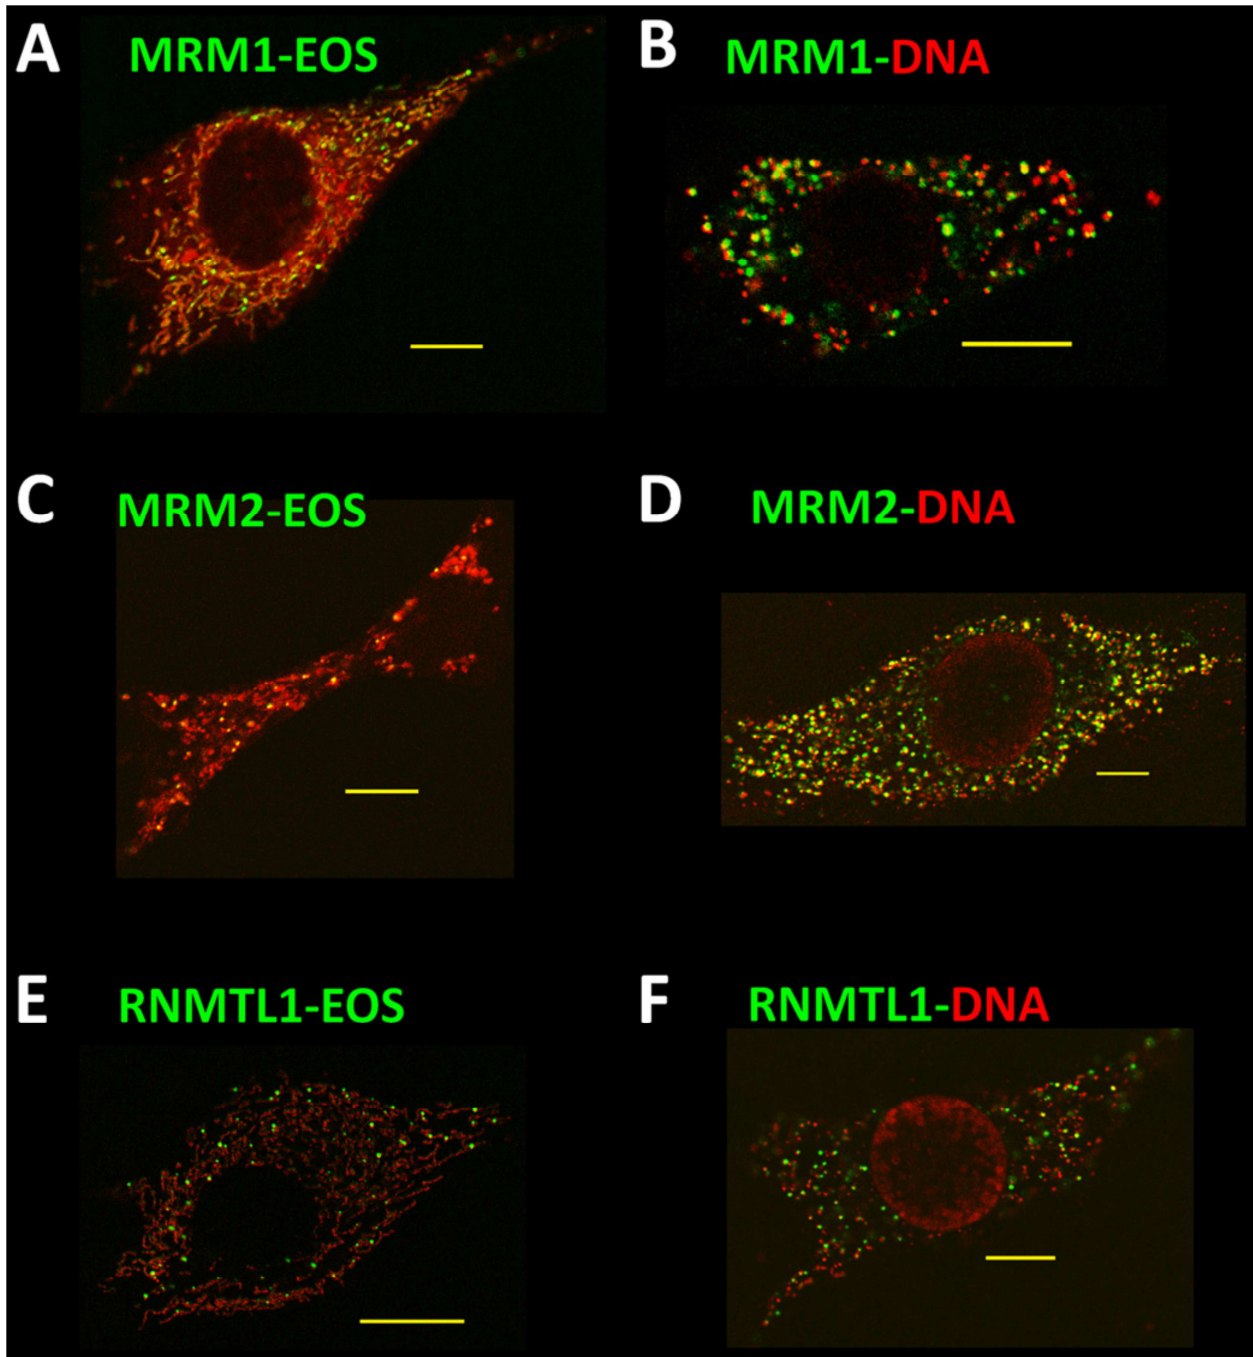 A MRM1-EOS
B MRM1-DNA
C MRM2-EOS
D MRM2-DNA
E RNMTL1-EOS
F RNMTL1-DNA